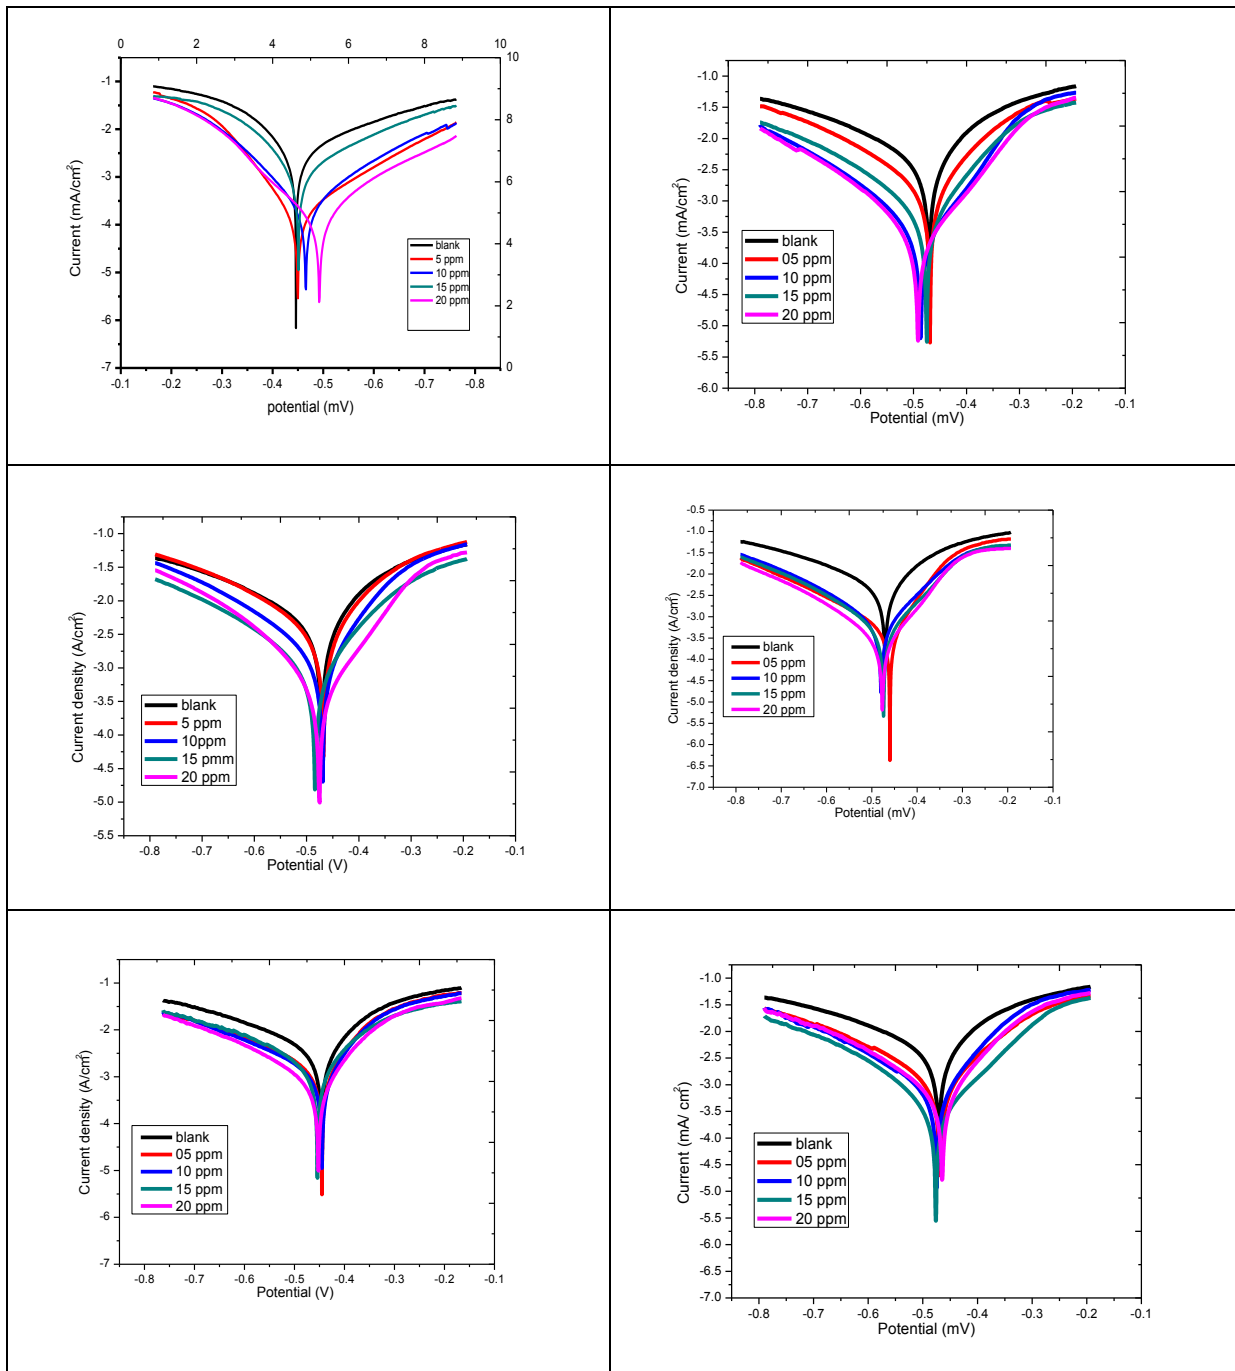 0 2 4 6 8 10
-1
-2
-3
-4
-5
-6
-7
10
8
6
4
2
0
Current (mA/cm²)
blank
5 ppm
10 ppm
15 ppm
20 ppm
-0.1 -0.2 -0.3 -0.4 -0.5 -0.6 -0.7 -0.8
potential (mV)
-1.0
-1.5
-2.0
-2.5
-3.0
-3.5
-4.0
-4.5
-5.0
-5.5
-6.0
Current (mA/cm²)
blank
05 ppm
10 ppm
15 ppm
20 ppm
-0.8 -0.7 -0.6 -0.5 -0.4 -0.3 -0.2 -0.1
Potential (mV)
-1.0
-1.5
-2.0
-2.5
-3.0
-3.5
-4.0
-4.5
-5.0
-5.5
Current density (A/cm²)
blank
5 ppm
10ppm
15 pmm
20 ppm
-0.8 -0.7 -0.6 -0.5 -0.4 -0.3 -0.2 -0.1
Potential (V)
-0.5
-1.0
-1.5
-2.0
-2.5
-3.0
-3.5
-4.0
-4.5
-5.0
-5.5
-6.0
-6.5
-7.0
Current density (A/cm²)
blank
05 ppm
10 ppm
15 ppm
20 ppm
-0.8 -0.7 -0.6 -0.5 -0.4 -0.3 -0.2 -0.1
Potential (mV)
-1
-2
-3
-4
-5
-6
-7
Current density (A/cm²)
blank
05 ppm
10 ppm
15 ppm
20 ppm
-0.8 -0.7 -0.6 -0.5 -0.4 -0.3 -0.2 -0.1
Potential (V)
-1.0
-1.5
-2.0
-2.5
-3.0
-3.5
-4.0
-4.5
-5.0
-5.5
-6.0
-6.5
-7.0
Current (mA/ cm²)
blank
05 ppm
10 ppm
15 ppm
20 ppm
-0.8 -0.7 -0.6 -0.5 -0.4 -0.3 -0.2 -0.1
Potential (mV)